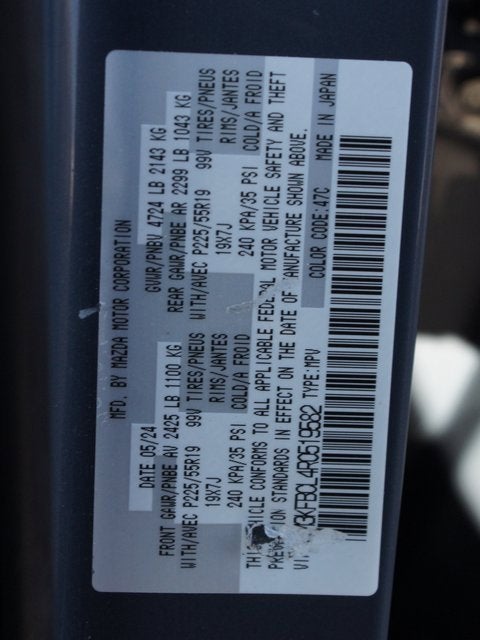 MFD. BY MAZDA MOTOR CORPORATION
DATE 05/24 GVWR/PNBV 4724 LB 2143 KG
FRONT GAWR/PNBE AV 2425 LB 1100 KG REAR GAWR/PNBE AR 2299 LB 1043 KG
WITH/AVEC P225/55R19 99V TIRES/PNEUS WITH/AVEC P225/55R19 99V TIRES/PNEUS
19X7J RIMS/JANTES 19X7J RIMS/JANTES
240 KPA/35 PSI COLD/A FROID 240 KPA/35 PSI COLD/A FROID
VEHICLE CONFORMS TO ALL APPLICABLE FEDERAL MOTOR VEHICLE SAFETY AND THEFT
STANDARDS IN EFFECT ON THE DATE OF MANUFACTURE SHOWN ABOVE.
TYPE:MPV COLOR CODE:47C MADE IN JAPAN